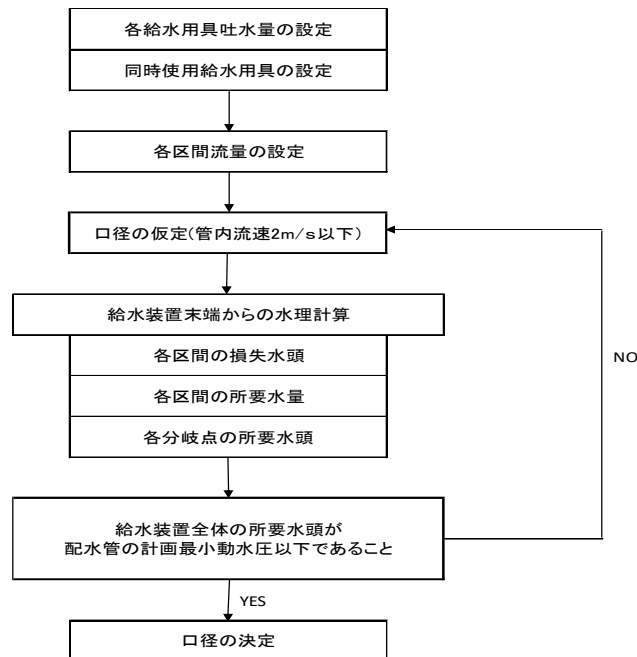 各給水用具吐水量の設定
同時使用給水用具の設定
各区間流量の設定
口径の仮定(管内流速2m/s以下)
給水装置末端からの水理計算
各区間の損失水頭
NO
各区間の所要水量
各分岐点の所要水頭
給水装置全体の所要水頭が
配水管の計画最小動水圧以下であること
YES
口径の決定